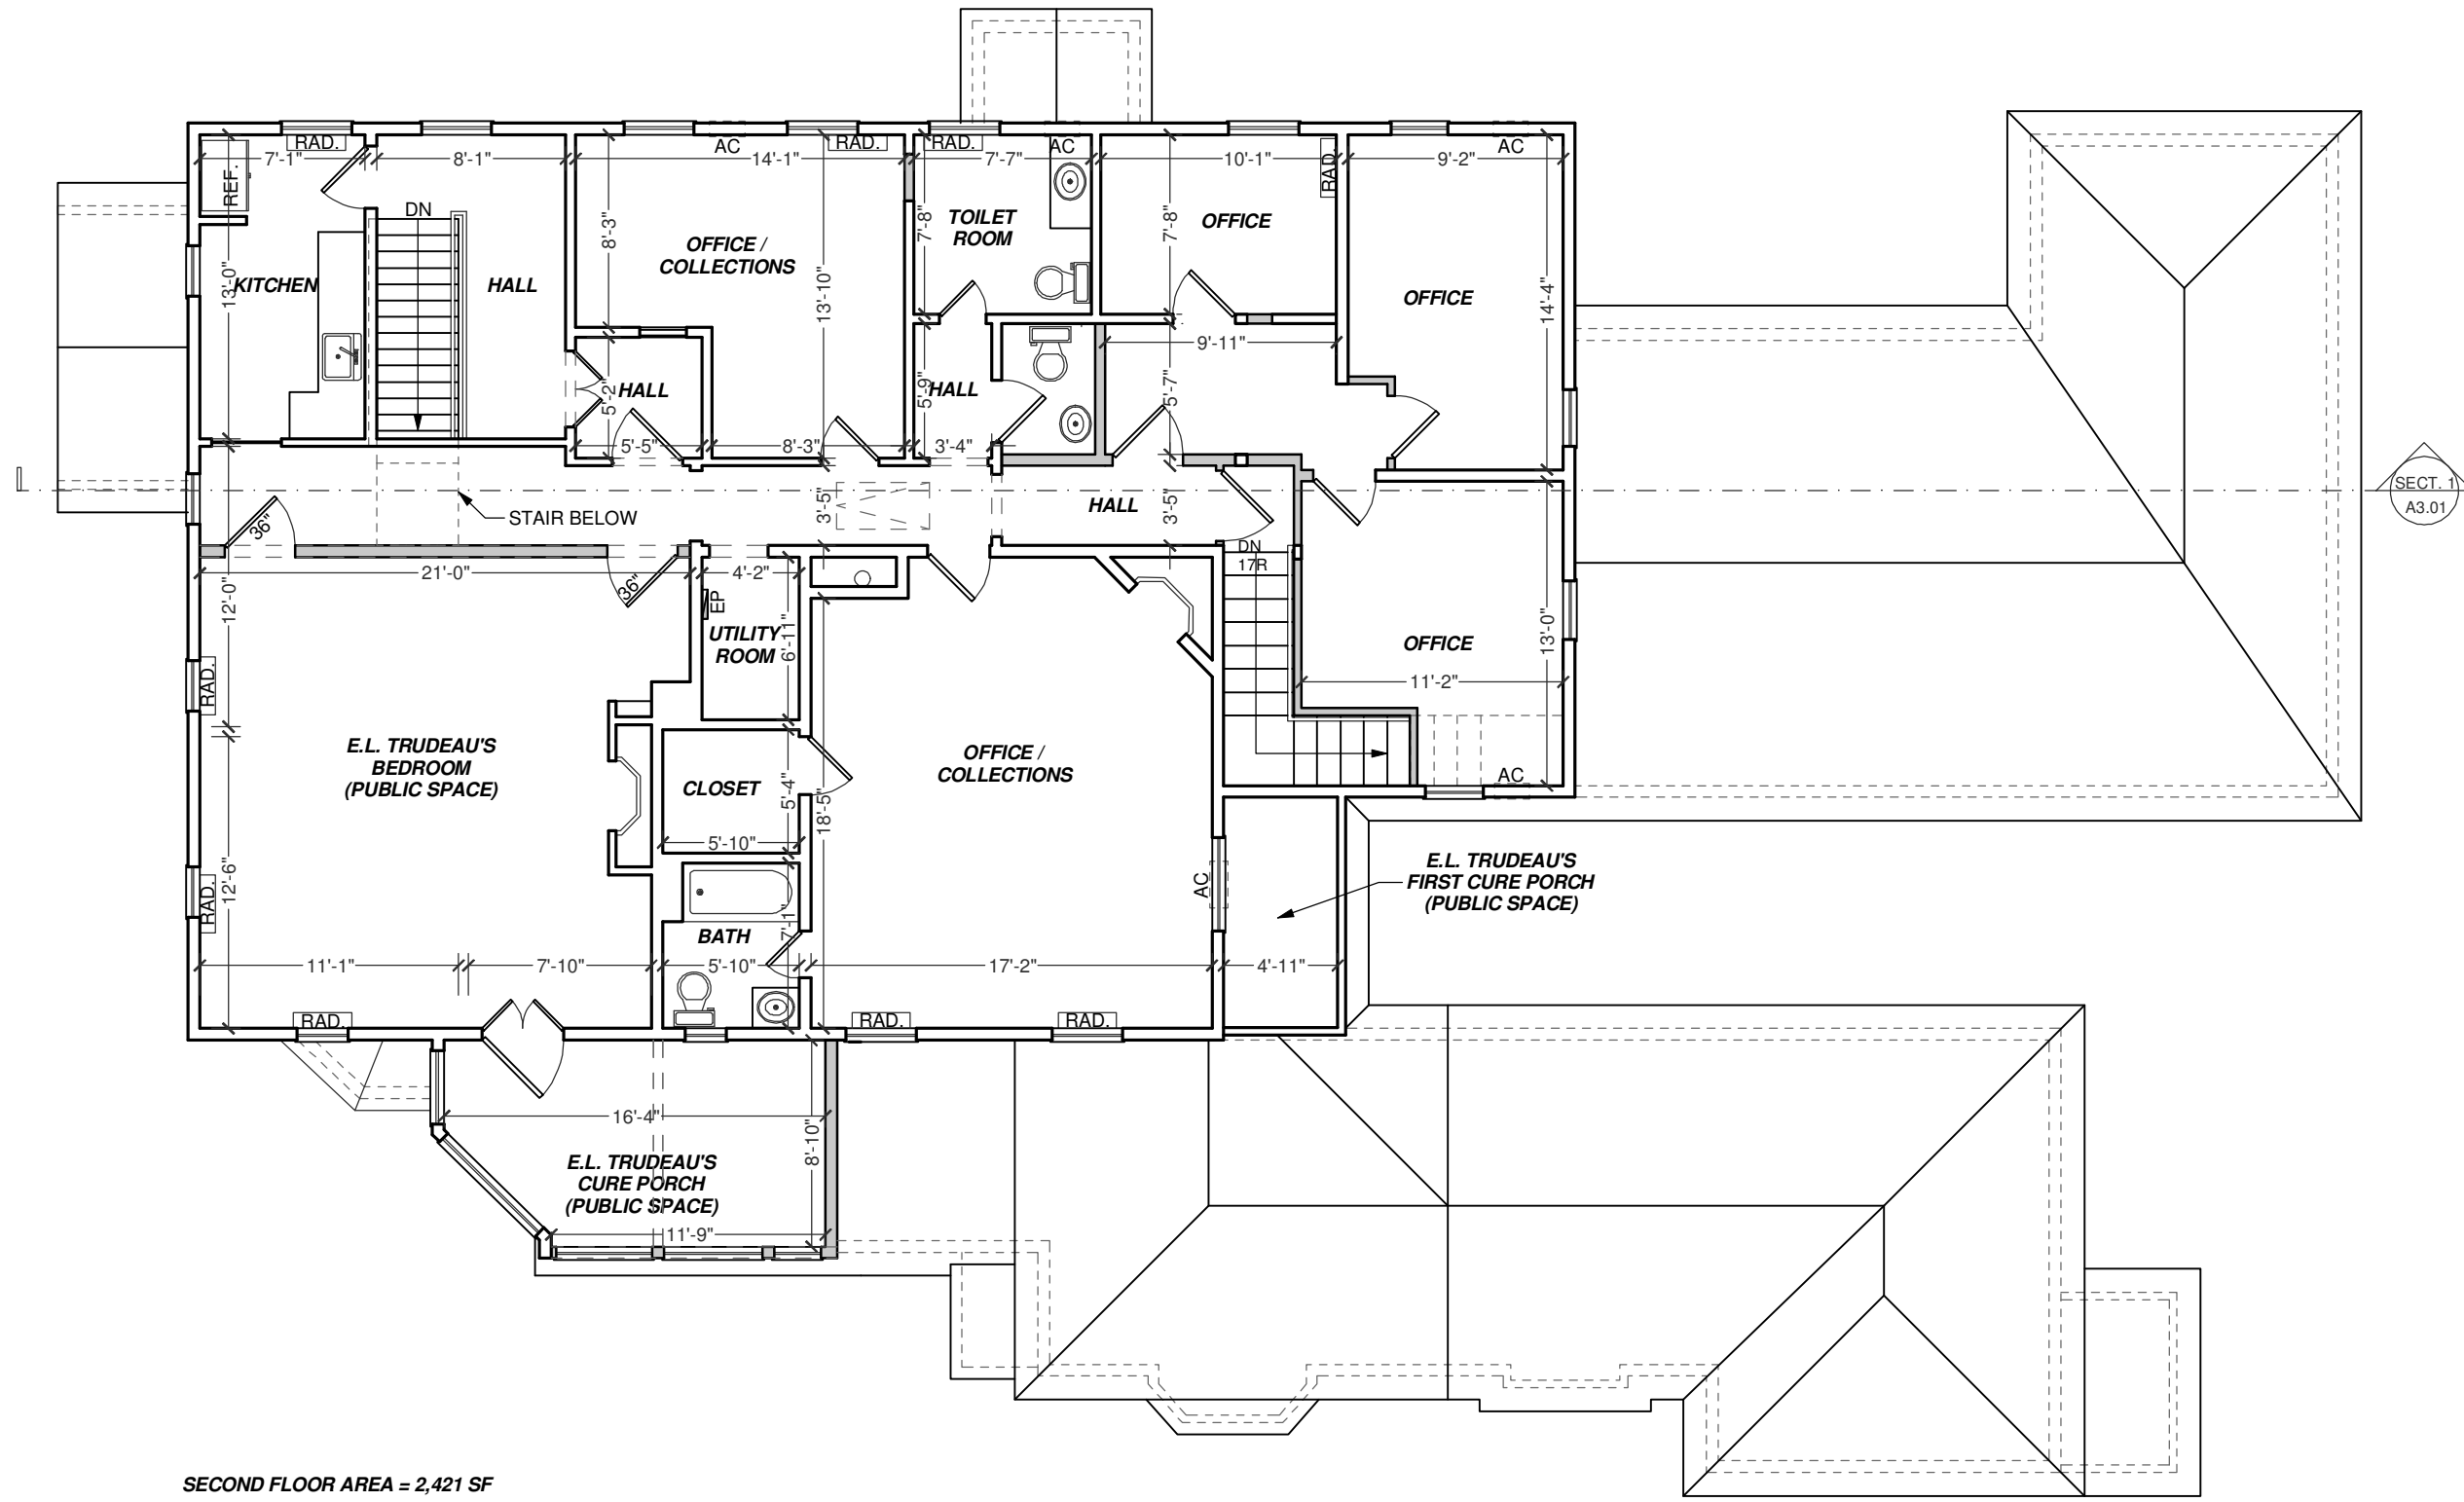 RAD.
AC
RAD.
RAD.
AC
AC
7'-1"
8'-1"
14'-1"
7'-7"
10'-1"
9'-2"
REF.
RAD.
DN
8'-3"
7'-8"
7'-8"
TOILET
ROOM
OFFICE
OFFICE /
COLLECTIONS
13'-0"
KITCHEN
HALL
13'-10"
OFFICE
14'-4"
9'-11"
5'-2"
HALL
5'-9"
HALL
5'-7"
5'-5"
8'-3"
3'-4"
SECT. 1
A3.01
STAIR BELOW
3'-5"
HALL
3'-5"
36"
DN
17R
21'-0"
4'-2"
36"
12'-0"
EP
UTILITY
ROOM
6'-11"
OFFICE
13'-0"
RAD.
11'-2"
E.L. TRUDEAU'S
BEDROOM
(PUBLIC SPACE)
CLOSET
5'-4"
18'-5"
OFFICE /
COLLECTIONS
AC
5'-10"
12'-6"
RAD.
AC
E.L. TRUDEAU'S
FIRST CURE PORCH
(PUBLIC SPACE)
BATH
7'-1"
11'-1"
7'-10"
5'-10"
17'-2"
4'-11"
RAD.
RAD.
RAD.
16'-4"
8'-10"
E.L. TRUDEAU'S
CURE PORCH
(PUBLIC SPACE)
11'-9"
SECOND FLOOR AREA = 2,421 SF